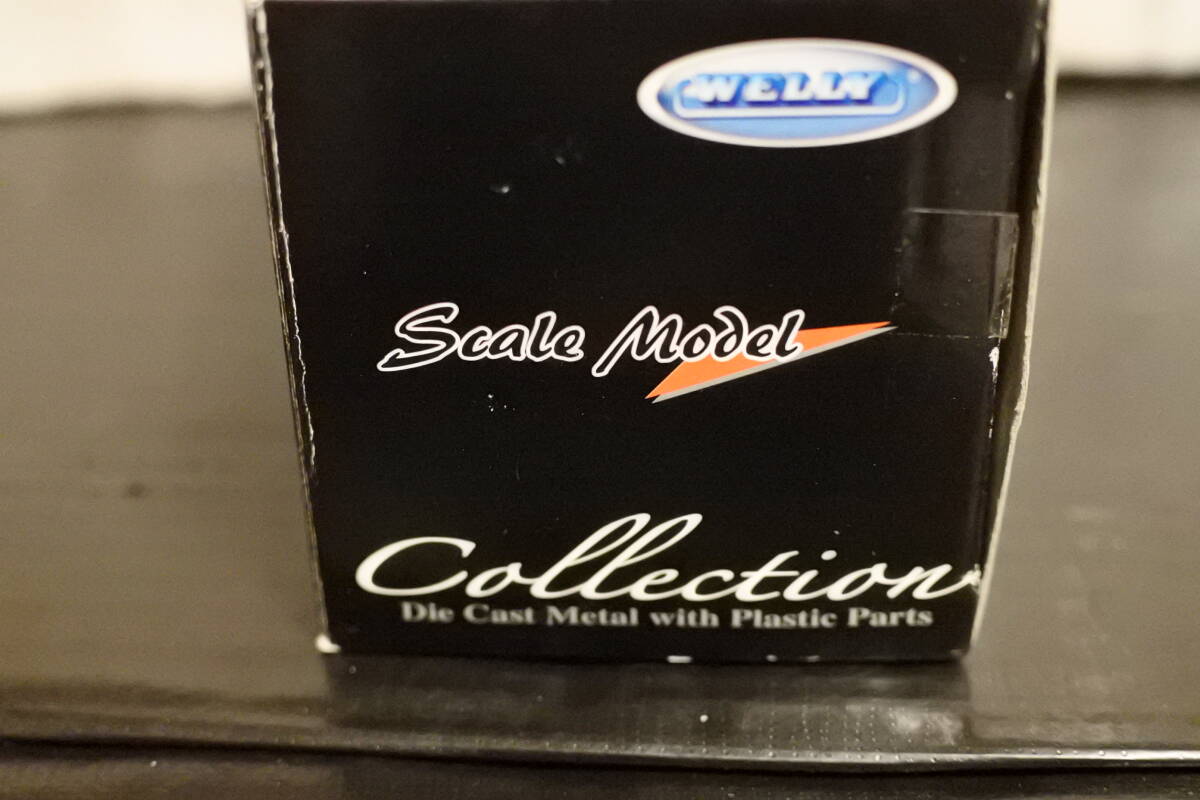 WELLY
Scale Model
Collection
Die Cast Metal with Plastic Parts